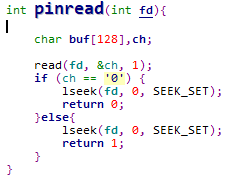 int pinread(int fd){
char buf[128],ch;
read(fd, &ch, 1);
if (ch == '0') {
lseek(fd, 0, SEEK_SET);
return 0;
}else{
lseek(fd, 0, SEEK_SET);
return 1;
}
}